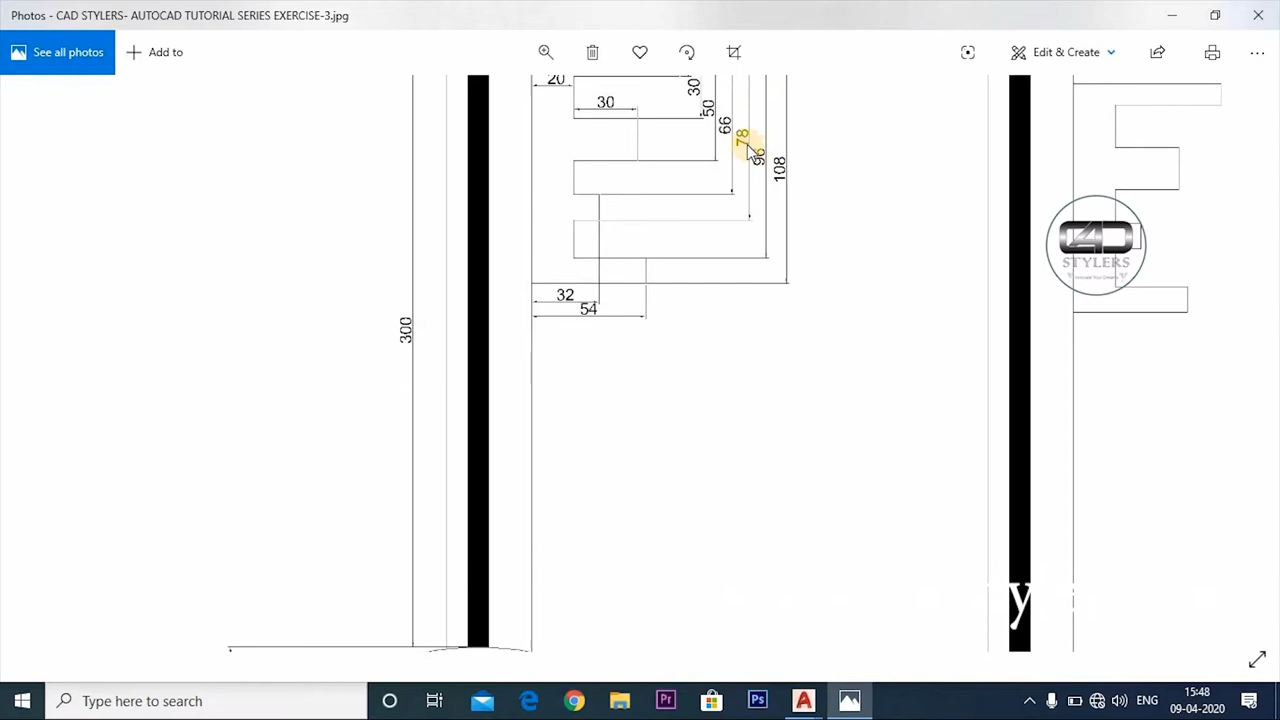 Photos - CAD STYLERS- AUTOCAD TUTORIAL SERIES EXERCISE-3.jpg
See all photos
Add to
Edit & Create
20
30
30
50
66
78
96
108
32
54
300
STYLERS
y
Type here to search
Pr
Ps
ENG
15:48
09-04-2020